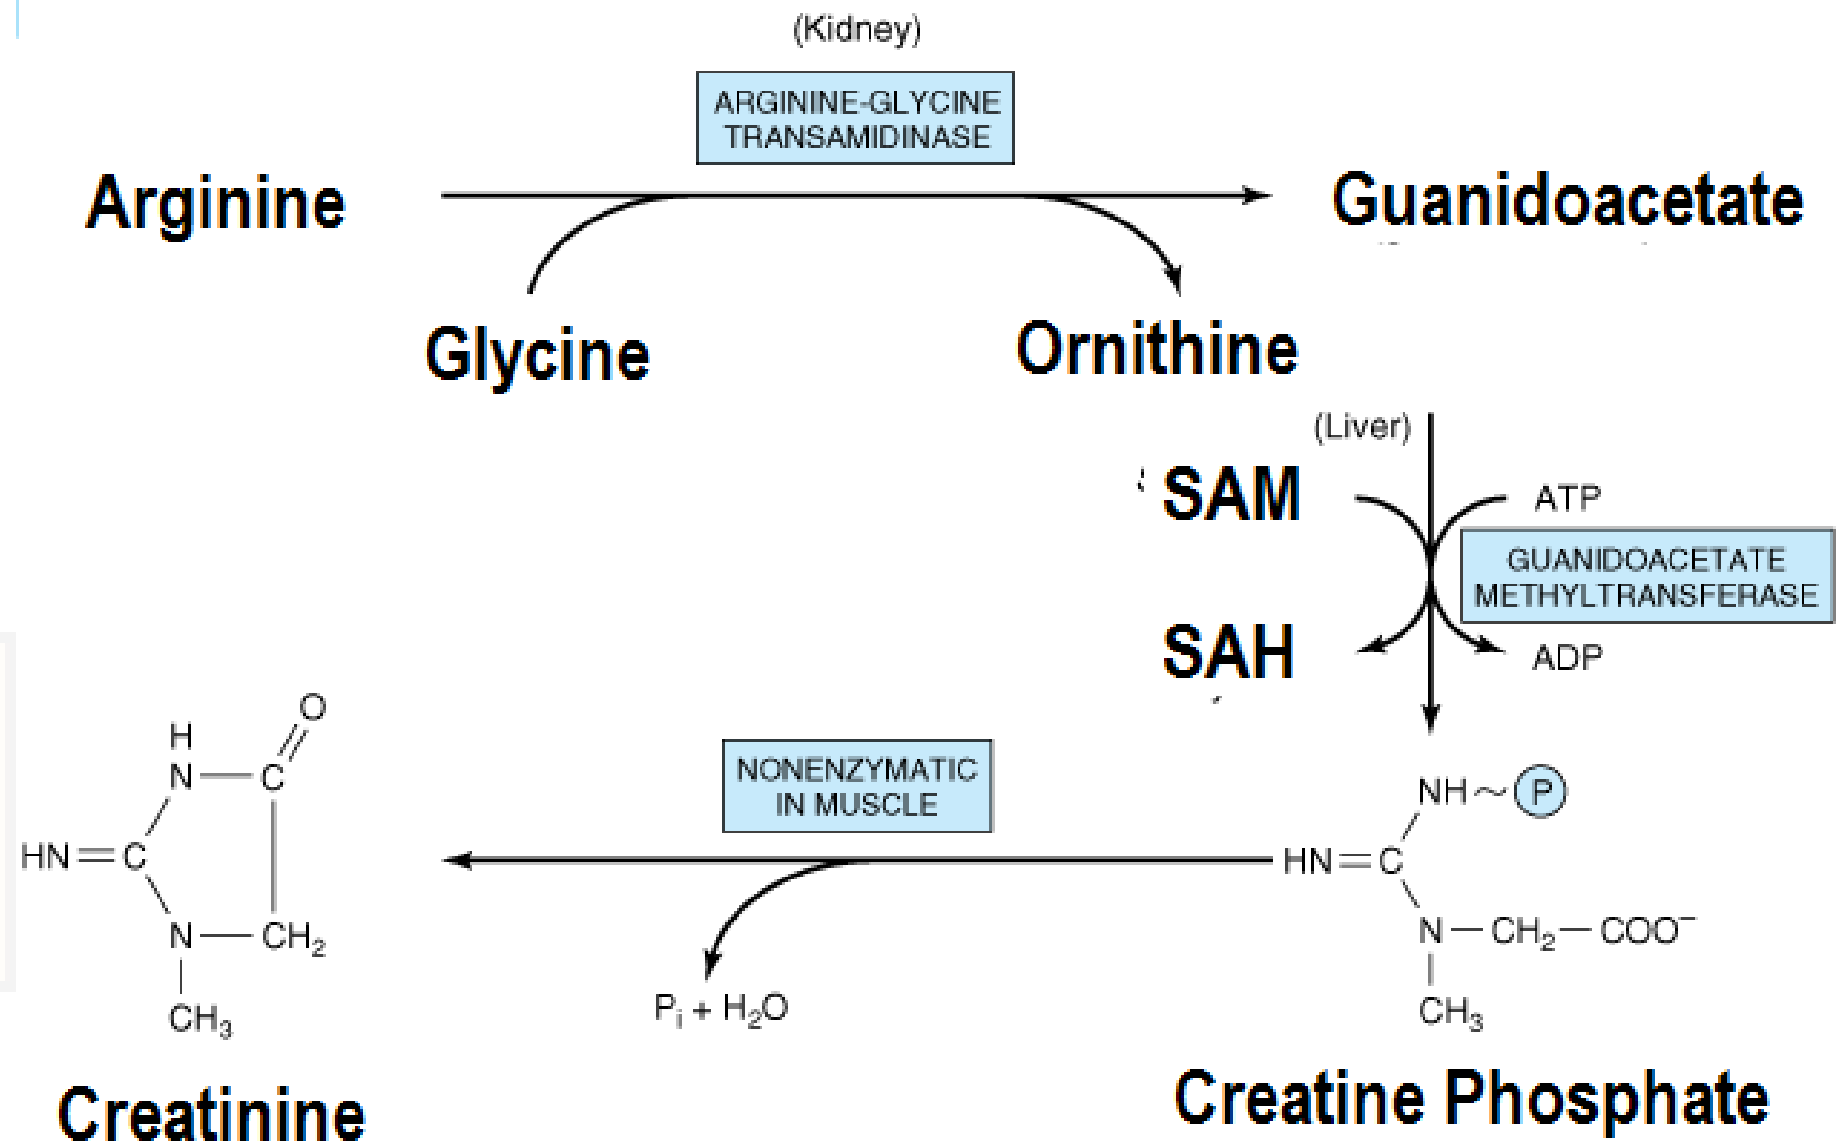 (Kidney)
ARGININE-GLYCINE
TRANSAMIDINASE
Arginine
Guanidoacetate
Glycine
Ornithine
(Liver)
SAM
ATP
GUANIDOACETATE
METHYLTRANSFERASE
SAH
ADP
O
H
N
C
HN
C
N
CH₂
CH₃
NONENZYMATIC
IN MUSCLE
Pᵢ + H₂O
NH~P
HN=C
N—CH₂—COO⁻
CH₃
Creatinine
Creatine Phosphate